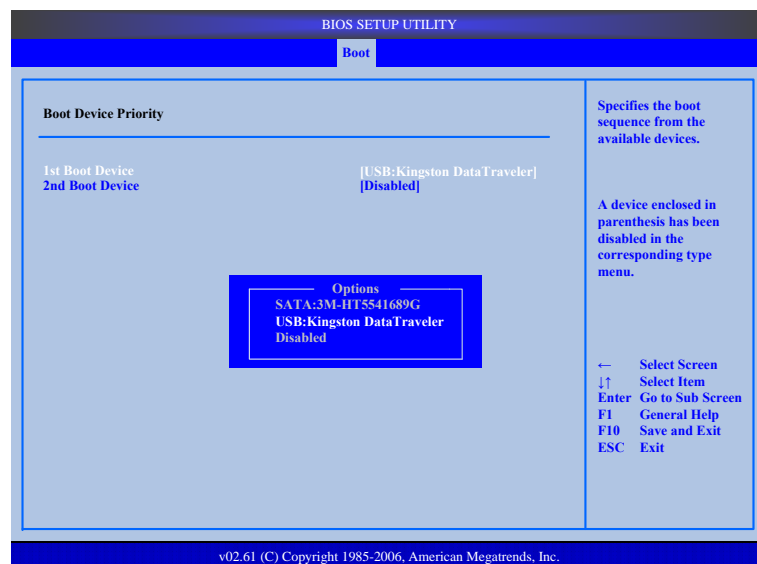 BIOS SETUP UTILITY
Boot
Boot Device Priority
1st Boot Device [USB:Kingston DataTraveler]
2nd Boot Device [Disabled]
Options
SATA:3M-HT5541689G
USB:Kingston DataTraveler
Disabled
Specifies the boot
sequence from the
available devices.
A device enclosed in
parenthesis has been
disabled in the
corresponding type
menu.
← Select Screen
↓↑ Select Item
Enter Go to Sub Screen
F1 General Help
F10 Save and Exit
ESC Exit
v02.61 (C) Copyright 1985-2006, American Megatrends, Inc.